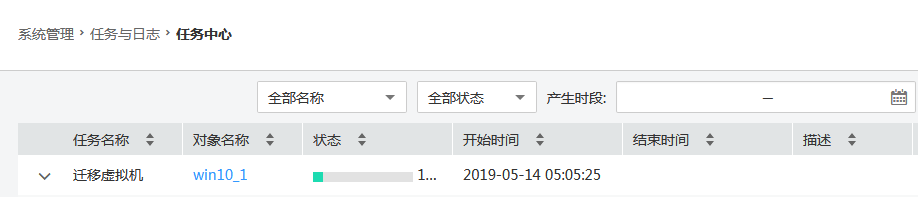 系统管理 › 任务与日志 › 任务中心
全部名称 全部状态 产生时段: —
任务名称 对象名称 状态 开始时间 结束时间 描述
迁移虚拟机 win10_1 1... 2019-05-14 05:05:25